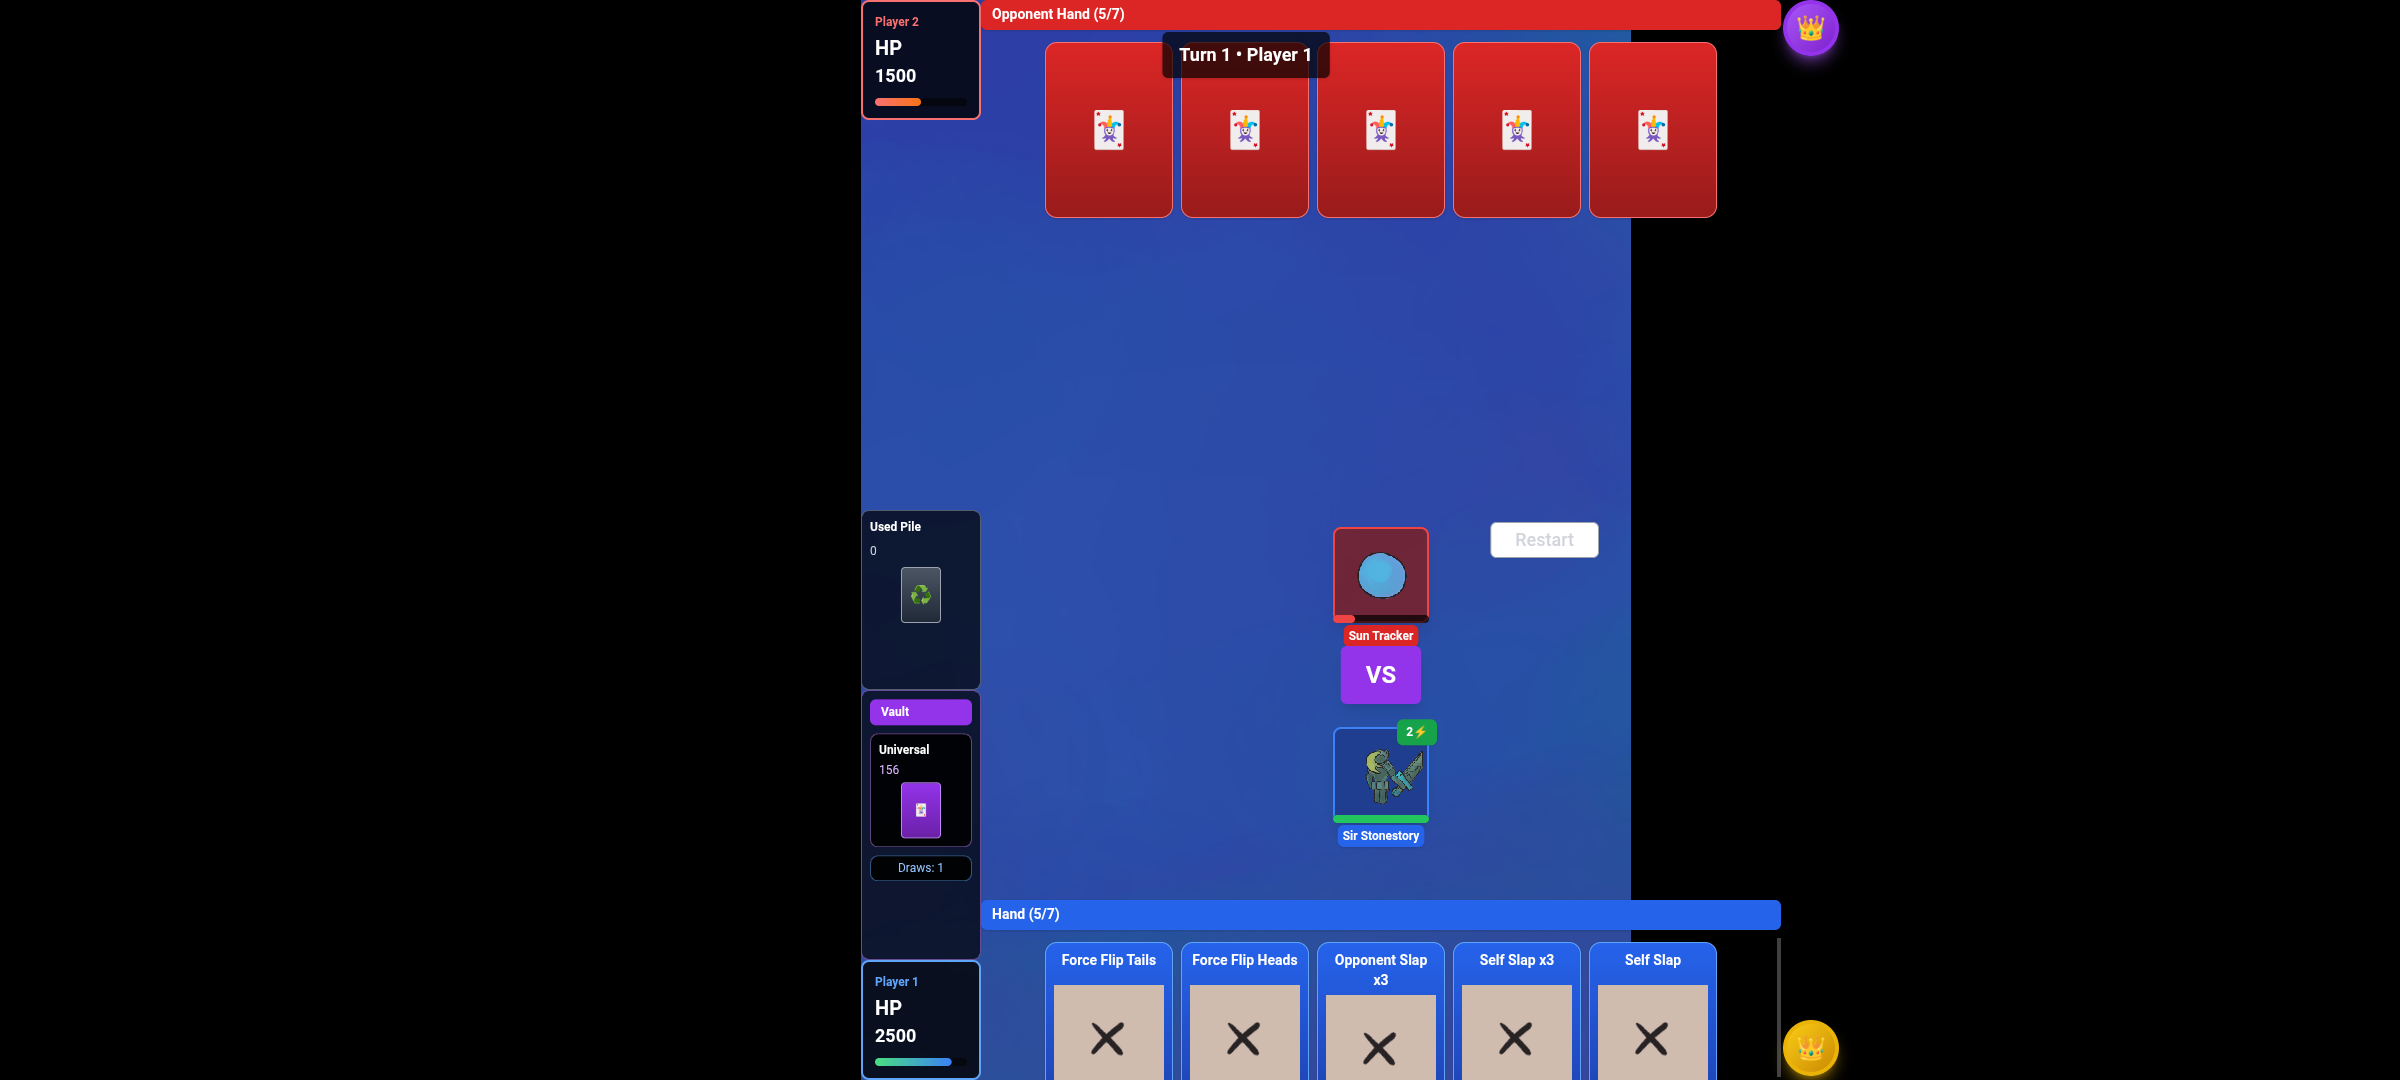 Player 2
HP
1500
Opponent Hand (5/7)
Turn 1 • Player 1
Used Pile
0
Restart
Sun Tracker
VS
Vault
Universal
156
2⚡
Sir Stonestory
Draws: 1
Hand (5/7)
Player 1
HP
2500
Force Flip Tails
Force Flip Heads
Opponent Slap
x3
Self Slap x3
Self Slap